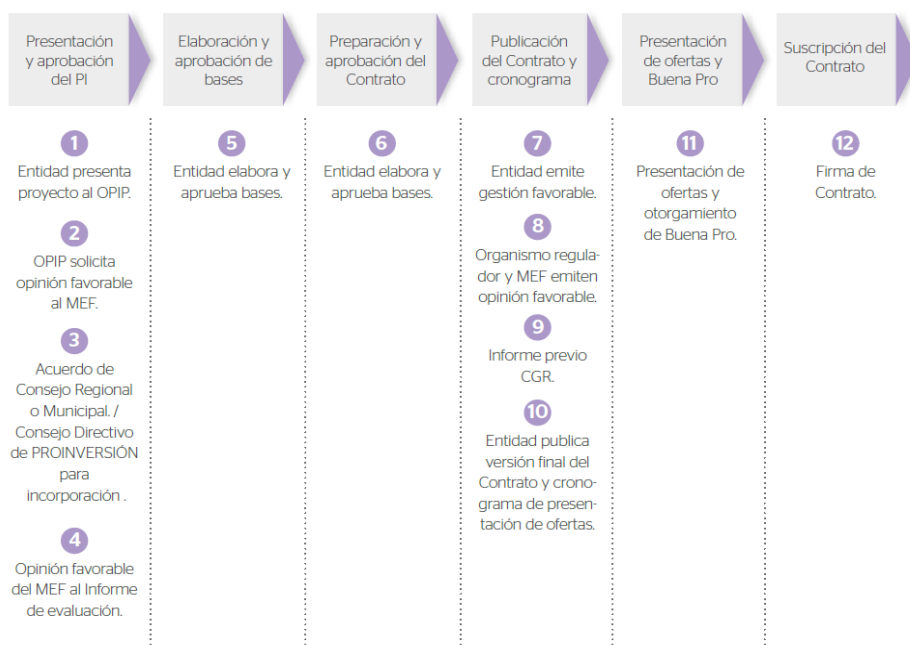 Presentación
y aprobación
del PI
Elaboración y
aprobación de
bases
Preparación y
aprobación del
Contrato
Publicación
del Contrato y
cronograma
Presentación
de ofertas y
Buena Pro
Suscripción del
Contrato
1
Entidad presenta
proyecto al OPIP.
2
OPIP solicita
opinión favorable
al MEF.
3
Acuerdo de
Consejo Regional
o Municipal. /
Consejo Directivo
de PROINVERSIÓN
para
incorporación .
4
Opinión favorable
del MEF al Informe
de evaluación.
5
Entidad elabora y
aprueba bases.
6
Entidad elabora y
aprueba bases.
7
Entidad emite
gestión favorable.
8
Organismo regula-
dor y MEF emiten
opinión favorable.
9
Informe previo
CGR.
10
Entidad publica
versión final del
Contrato y crono-
grama de presen-
tación de ofertas.
11
Presentación de
ofertas y
otorgamiento
de Buena Pro.
12
Firma de
Contrato.